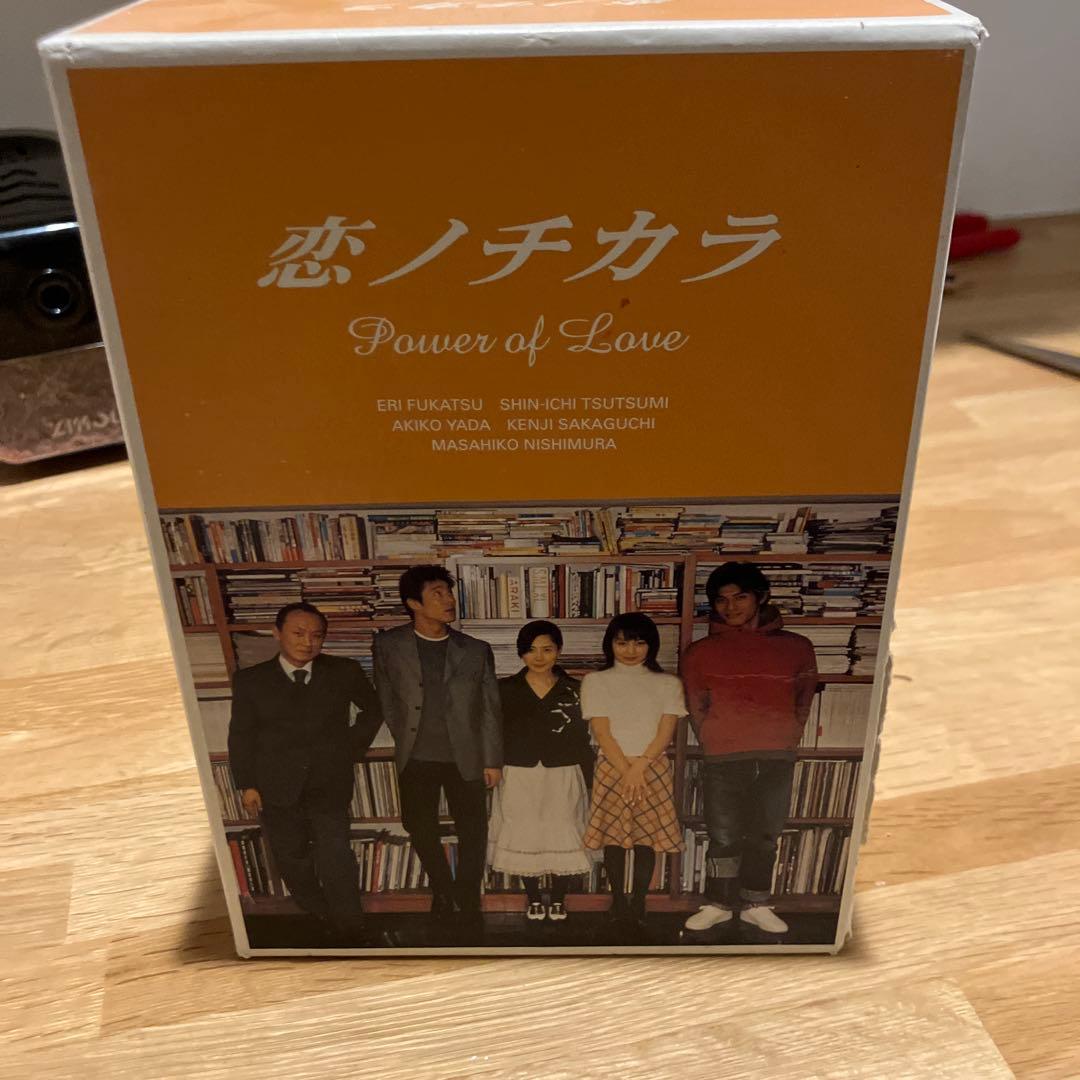 恋ノチカラ
Power of Love
ERI FUKATSU SHIN-ICHI TSUTSUMI
AKIKO YADA KENJI SAKAGUCHI
MASAHIKO NISHIMURA
ARAKI